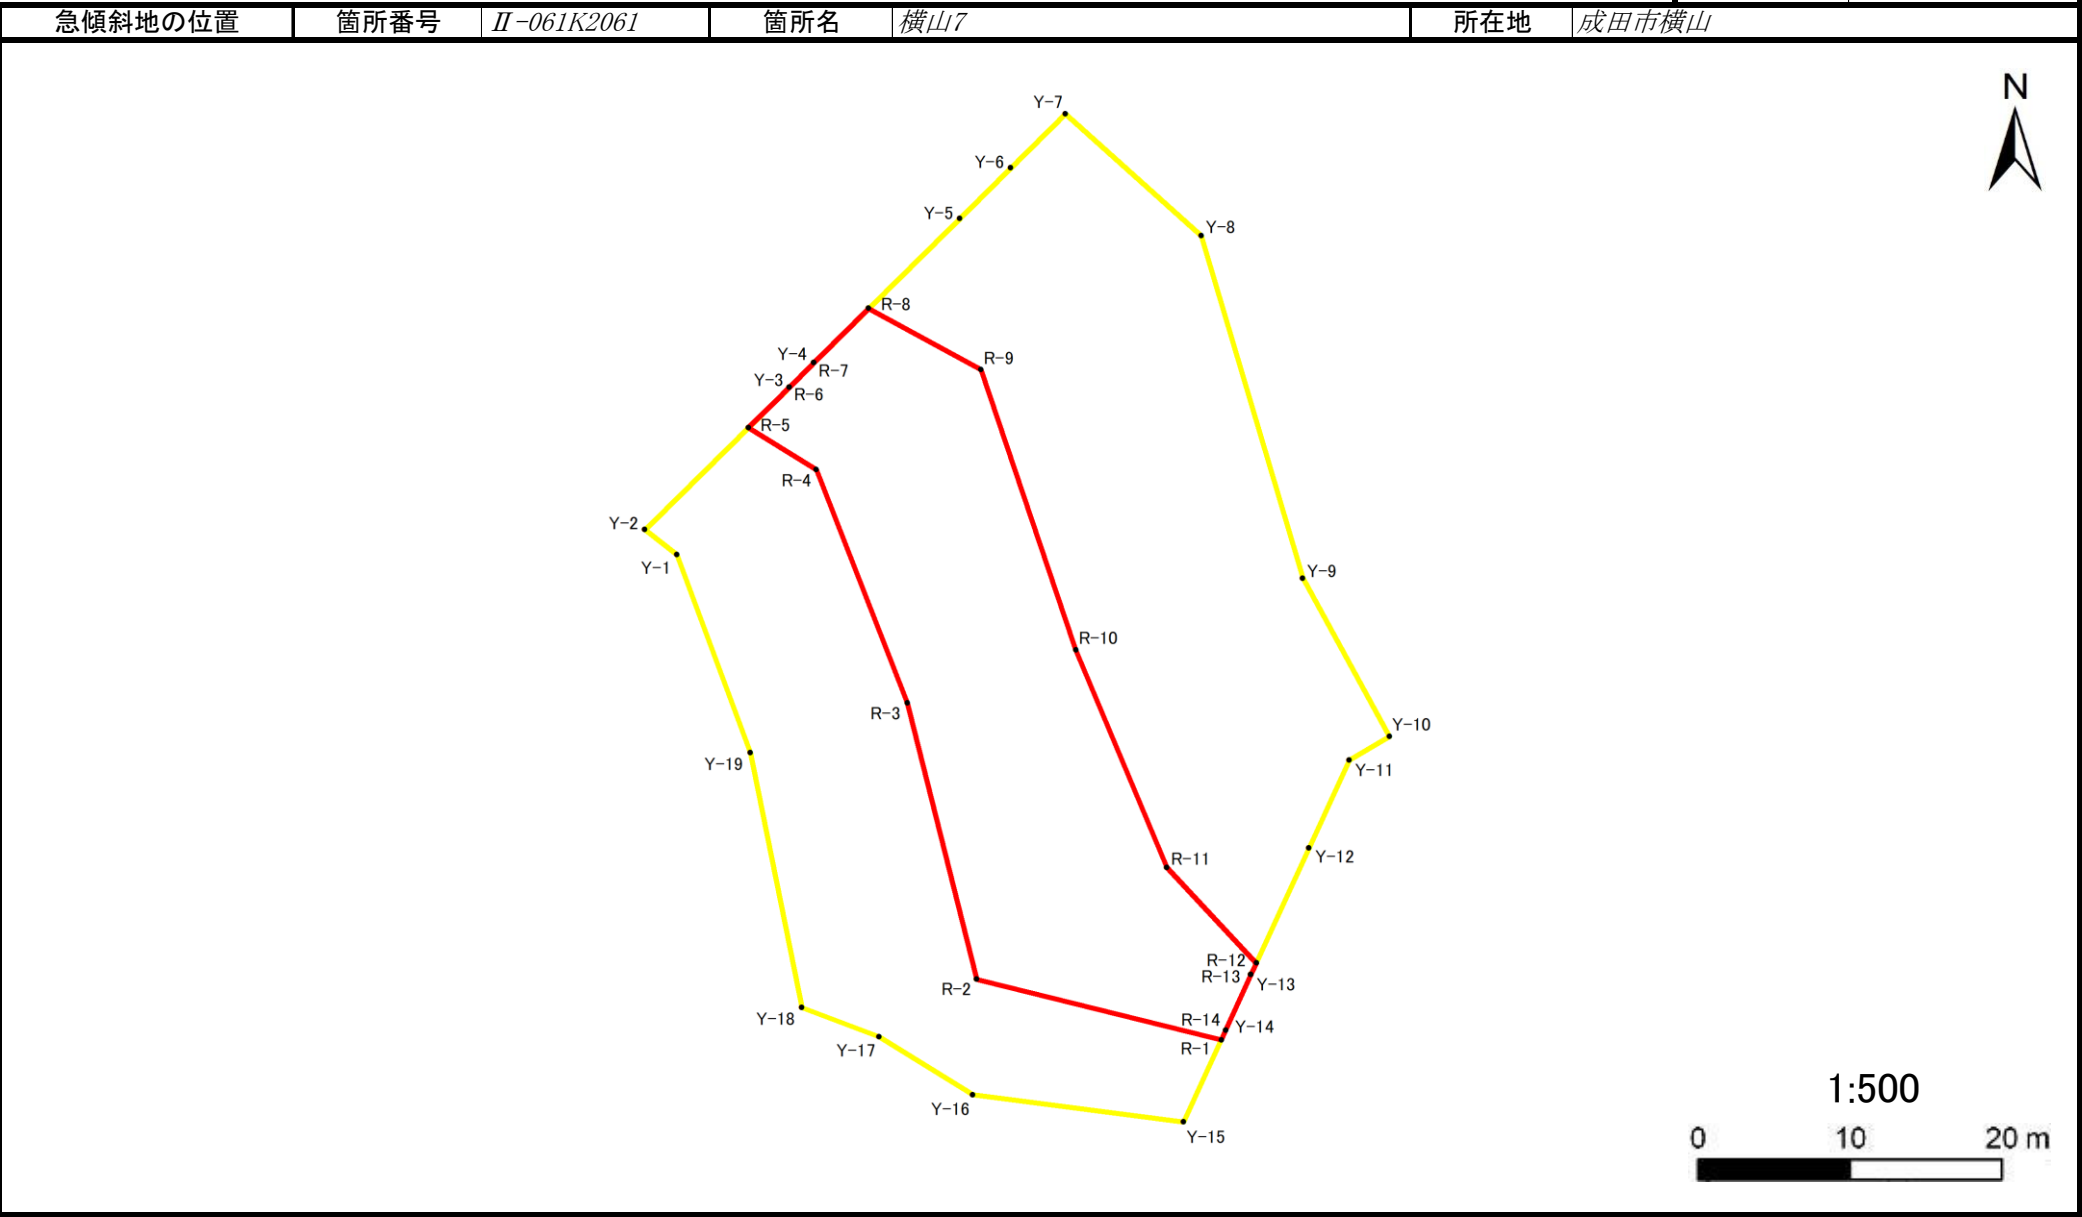 急傾斜地の位置 箇所番号 Ⅱ-061K2061 箇所名 横山7 所在地 成田市横山
N
Y-7
Y-6
Y-5
Y-8
R-8
Y-4
R-9
R-7
Y-3
R-6
R-5
R-4
Y-2
Y-1
Y-9
R-10
R-3
Y-10
Y-19
Y-11
Y-12
R-11
R-12
R-13
Y-13
R-2
Y-18
R-14
Y-14
R-1
Y-17
Y-16
Y-15
1:500
0 10 20 m